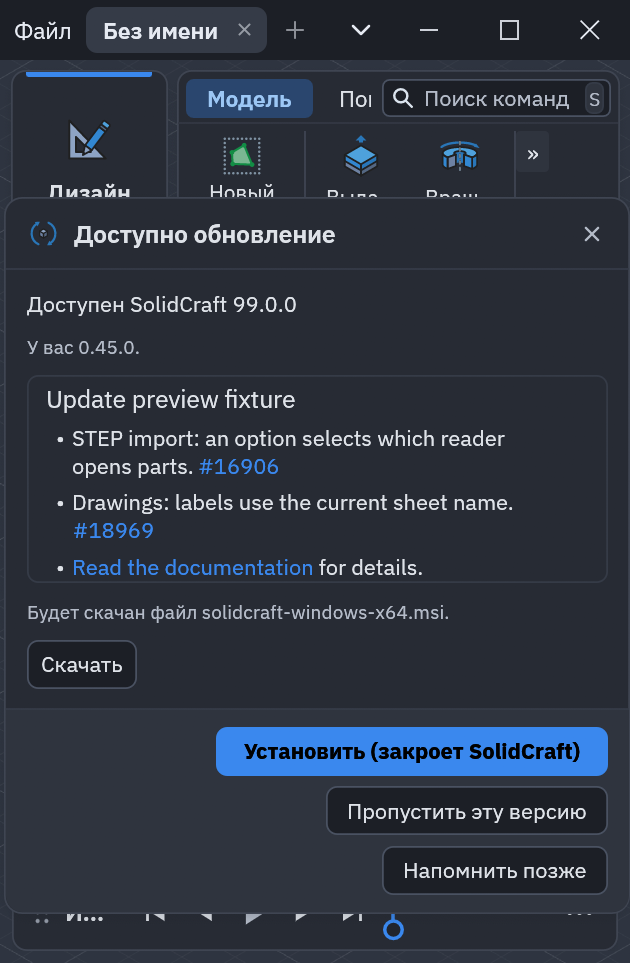 Файл Без имени
Модель Поиск команд S
Дизайн Новый
»
Доступно обновление
Доступен SolidCraft 99.0.0
У вас 0.45.0.
Update preview fixture
• STEP import: an option selects which reader
opens parts. #16906
• Drawings: labels use the current sheet name.
#18969
• Read the documentation for details.
Будет скачан файл solidcraft-windows-x64.msi.
Скачать
Установить (закроет SolidCraft)
Пропустить эту версию
Напомнить позже